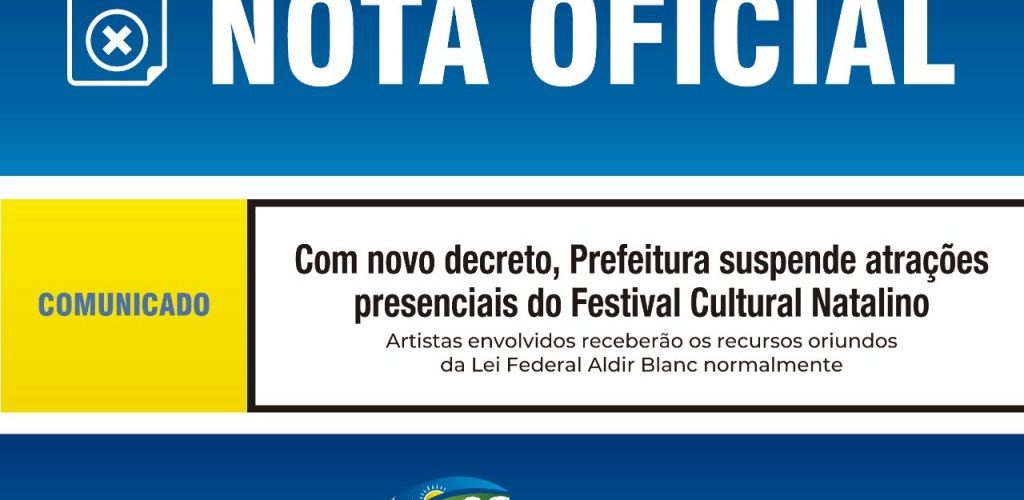 NOTA OFICIAL
COMUNICADO
Com novo decreto, Prefeitura suspende atrações
presenciais do Festival Cultural Natalino
Artistas envolvidos receberão os recursos oriundos
da Lei Federal Aldir Blanc normalmente